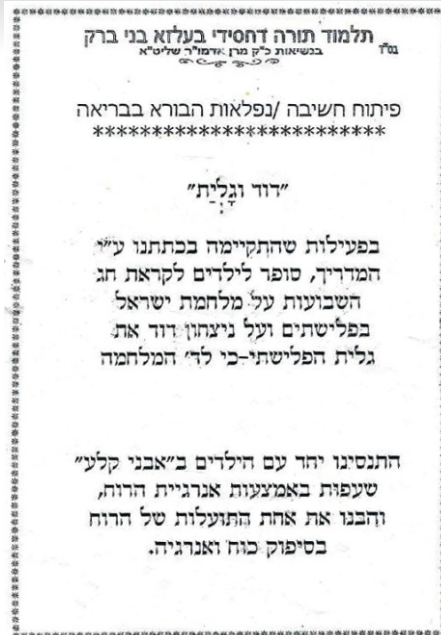 בס"ד
תלמוד תורה דחסידי בעלזא בני ברק
בנשיאות כ"ק מרן אדמו"ר שליט"א
פיתוח חשיבה /נפלאות הבורא בבריאה
*************************
"דוד וגָלְיַת"
בפעילות שהתקיימה בכתתנו ע"י
המדריך, סופר לילדים לקראת חג
השבועות על מלחמת ישראל
בפלישתים ועל ניצחון דוד את
גלית הפלישתי-כי לד' המלחמה
התנסינו יחד עם הילדים ב"אבני קלע"
שעפות באמצעות אנרגיית הרוח,
והבנו את אחת התועלות של הרוח
בסיפוק כוח ואנרגיה.